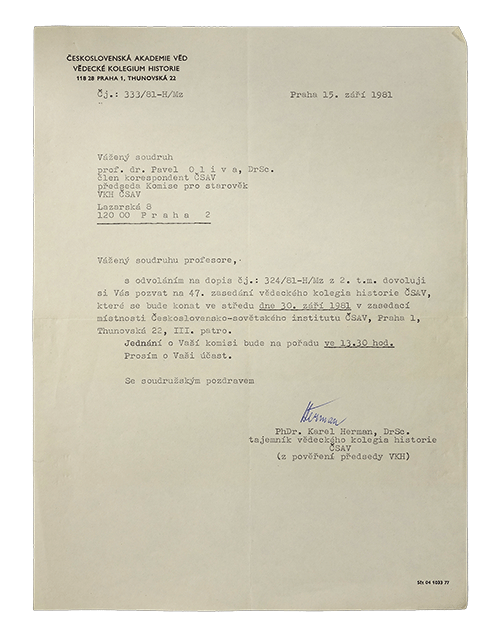 ČESKOSLOVENSKÁ AKADEMIE VĚD
VĚDECKÉ KOLEGIUM HISTORIE
118 28 PRAHA 1, THUNOVSKÁ 22
Čj.: 333/81-H/Mz
Praha 15. září 1981
Vážený soudruh
prof. dr. Pavel O l i v a, DrSc.
člen korespondent ČSAV
předseda Komise pro starověk
VKH ČSAV
Lazarská 8
120 00 P r a h a 2
Vážený soudruhu profesore,
s odvoláním na dopis čj.: 324/81-H/Mz z 2. t.m. dovoluji
si Vás pozvat na 47. zasedání vědeckého kolegia historie ČSAV,
které se bude konat ve středu dne 30. září 1981 v zasedací
místnosti Československo-sovětského institutu ČSAV, Praha 1,
Thunovská 22, III. patro.
Jednání o Vaší komisi bude na pořadu ve 13.30 hod.
Prosím o Vaši účast.
Se soudružským pozdravem
Herman
PhDr. Karel Herman, DrSc.
tajemník vědeckého kolegia historie
ČSAV
(z pověření předsedy VKH)
Stč 04 1033 77